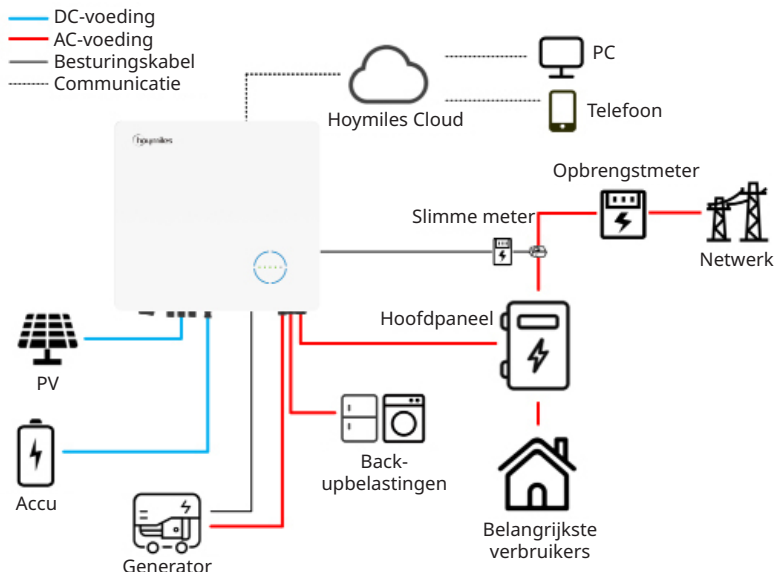 DC-voeding
AC-voeding
Besturingskabel
Communicatie
PC
Hoymiles Cloud
Telefoon
hoymiles
Opbrengstmeter
Slimme meter
Netwerk
Hoofdpaneel
PV
Back-
upbelastingen
Accu
Belangrijkste
verbruikers
Generator